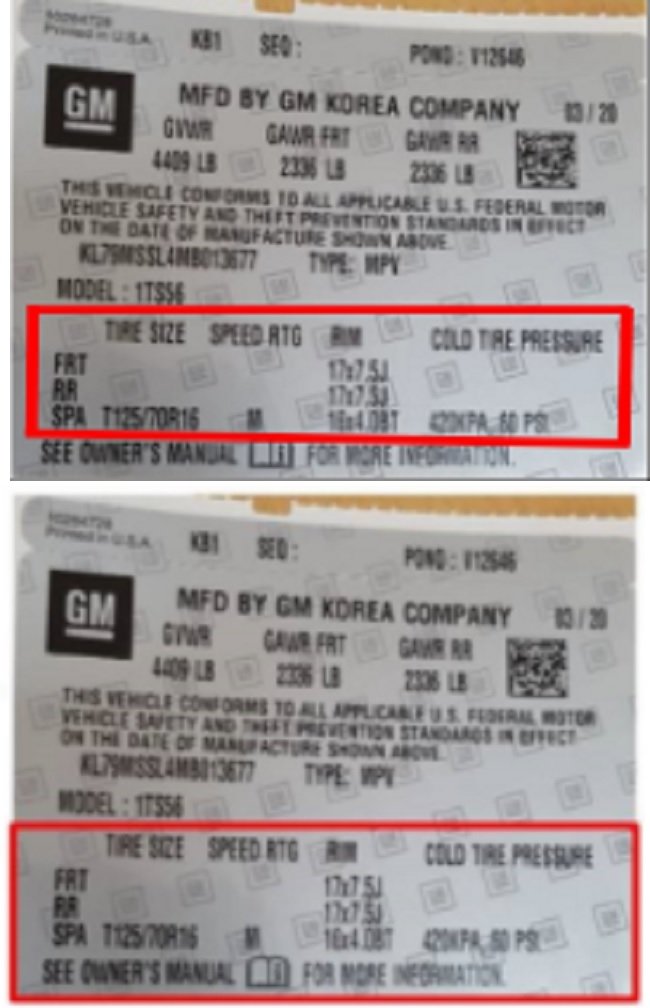 Printed in U.S.A.
KB1 SEQ: PONO: V12646
GM
MFD BY GM KOREA COMPANY 03/20
GVWR GAWR FRT GAWR RR
4409 LB 2336 LB 2336 LB
THIS VEHICLE CONFORMS TO ALL APPLICABLE U.S. FEDERAL MOTOR
VEHICLE SAFETY AND THEFT PREVENTION STANDARDS IN EFFECT
ON THE DATE OF MANUFACTURE SHOWN ABOVE.
KL79MSSL4MB013677 TYPE: MPV
MODEL: 1TS56
TIRE SIZE SPEED RTG RIM COLD TIRE PRESSURE
FRT 17x7.5J
RR 17x7.5J
SPA T125/70R16 M 16x4.0BT 420KPA, 60 PSI
SEE OWNER'S MANUAL FOR MORE INFORMATION.
Printed in U.S.A.
KB1 SEQ: PONO: V12646
GM
MFD BY GM KOREA COMPANY 03/20
GVWR GAWR FRT GAWR RR
4409 LB 2336 LB 2336 LB
THIS VEHICLE CONFORMS TO ALL APPLICABLE U.S. FEDERAL MOTOR
VEHICLE SAFETY AND THEFT PREVENTION STANDARDS IN EFFECT
ON THE DATE OF MANUFACTURE SHOWN ABOVE.
KL79MSSL4MB013677 TYPE: MPV
MODEL: 1TS56
TIRE SIZE SPEED RTG RIM COLD TIRE PRESSURE
FRT 17x7.5J
RR 17x7.5J
SPA T125/70R16 M 16x4.0BT 420KPA, 60 PSI
SEE OWNER'S MANUAL FOR MORE INFORMATION.